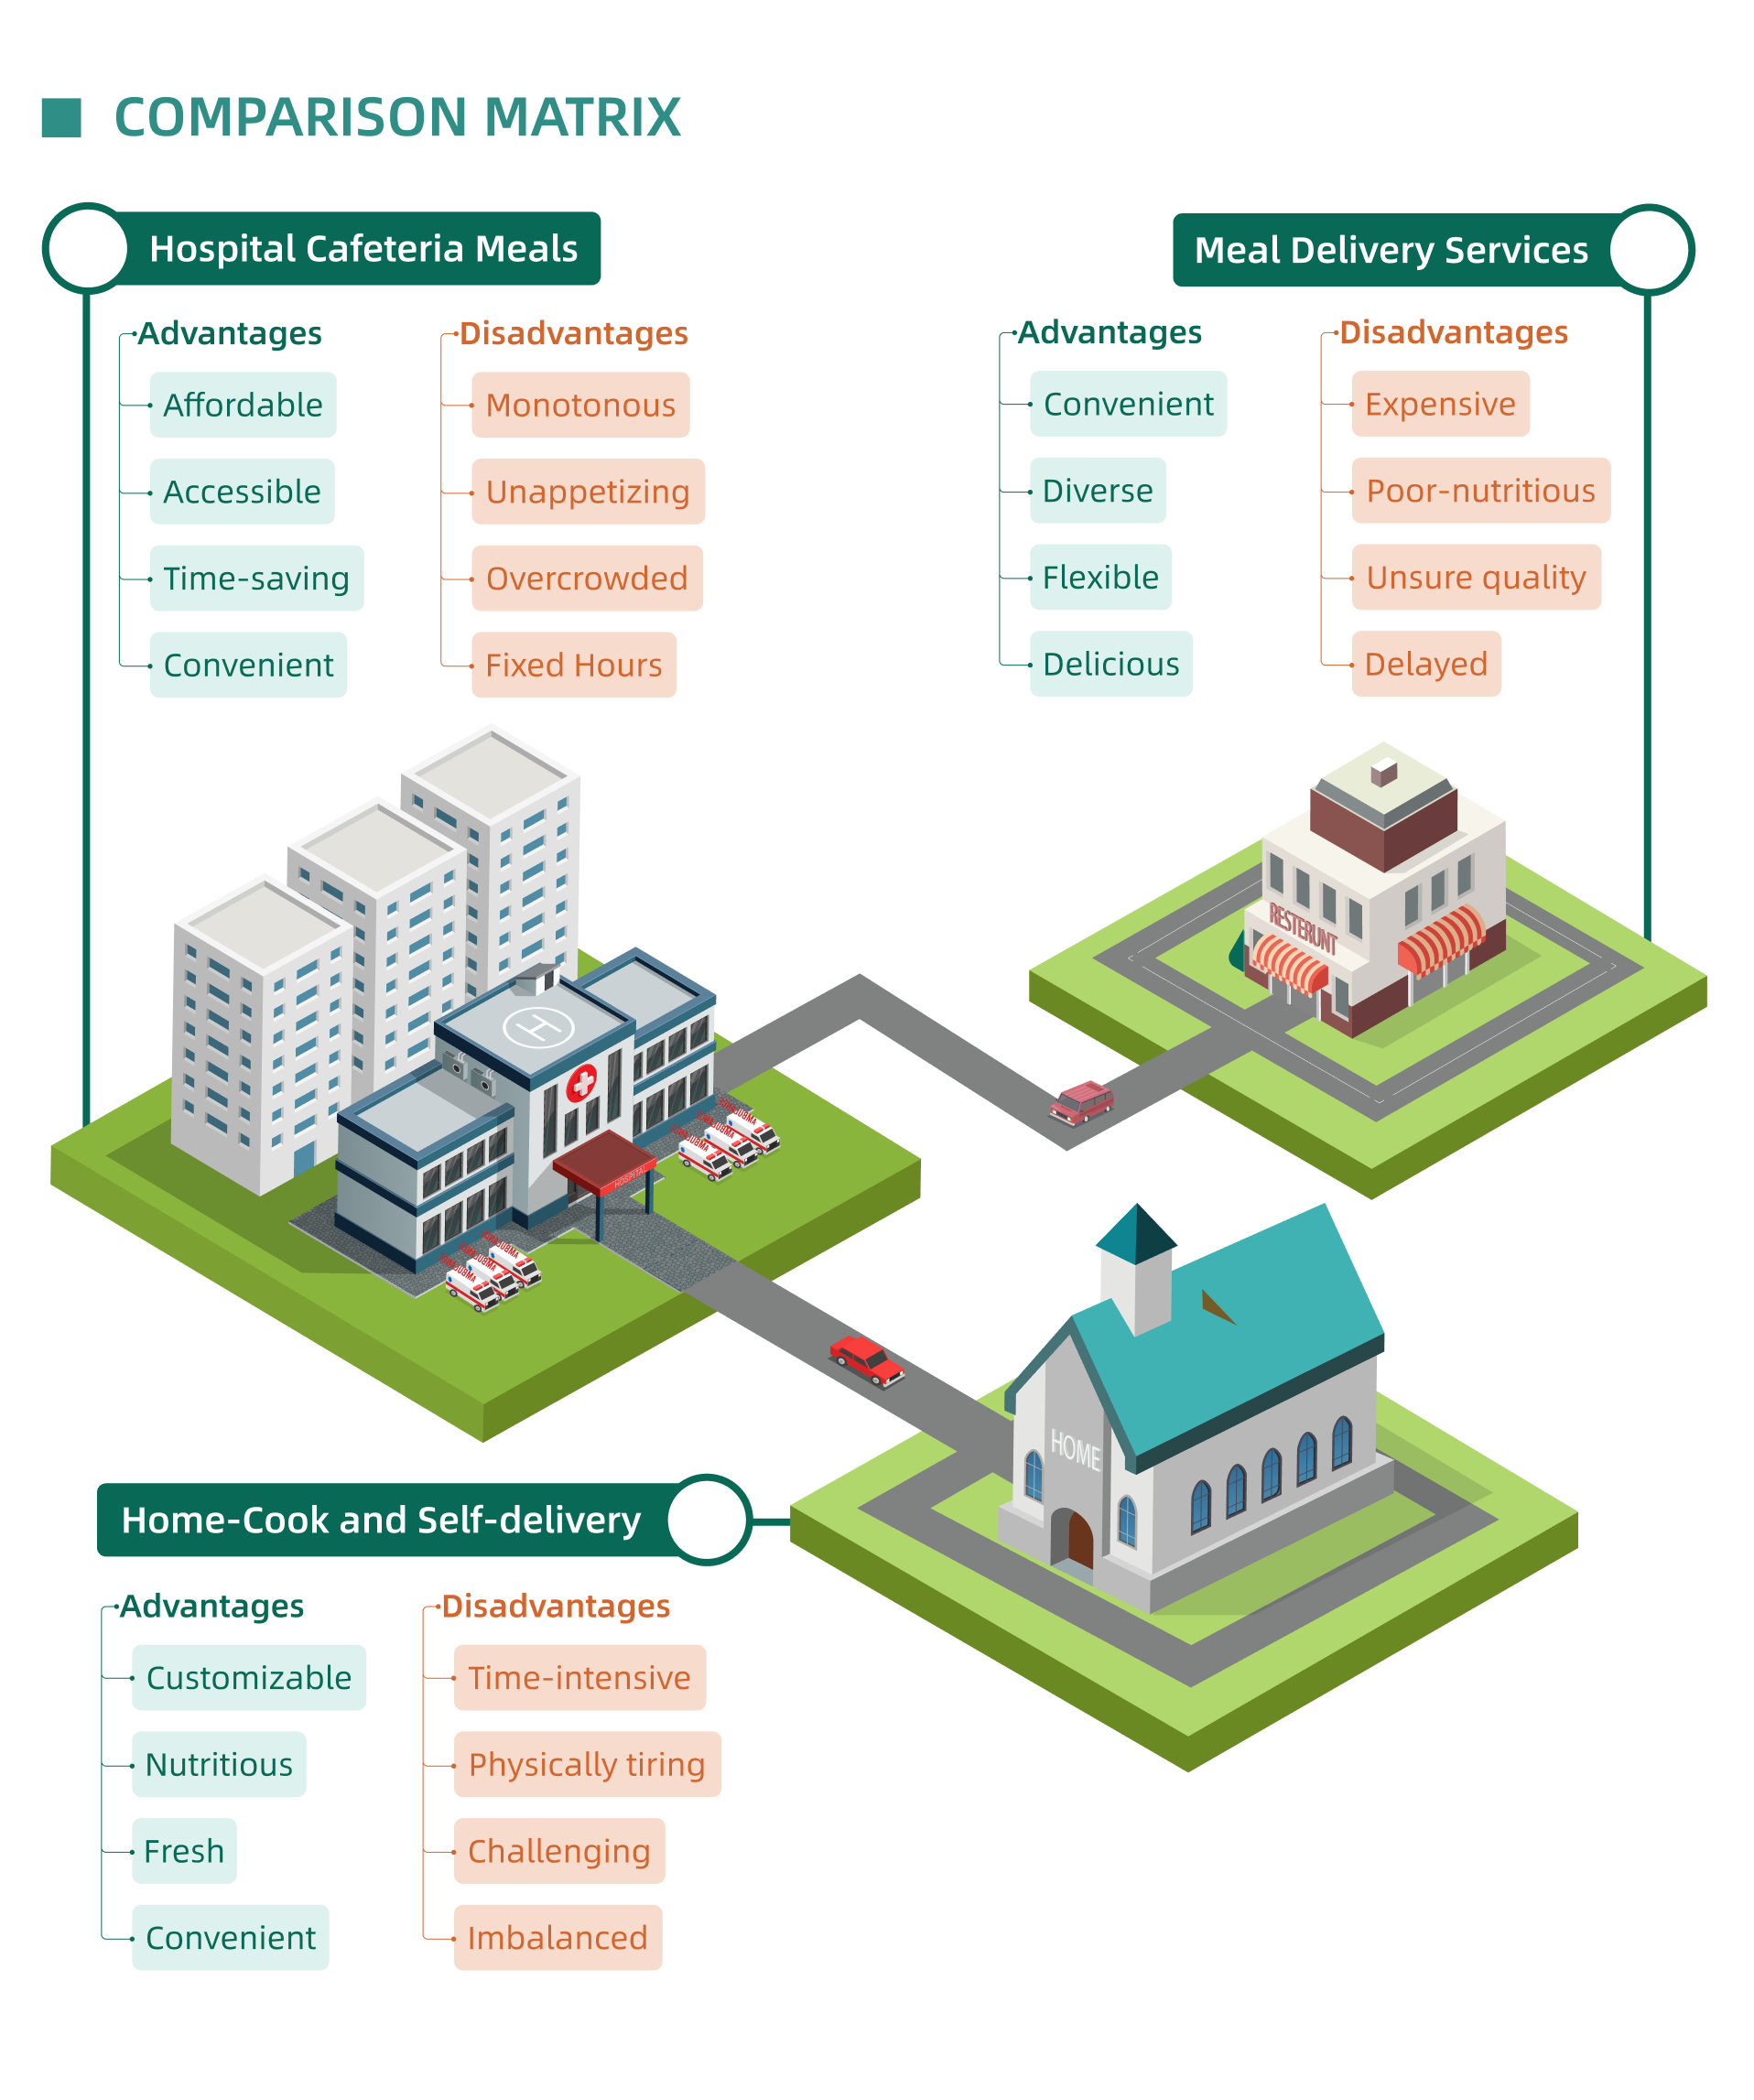 COMPARISON MATRIX
Hospital Cafeteria Meals
Advantages
Affordable
Accessible
Time-saving
Convenient
Disadvantages
Monotonous
Unappetizing
Overcrowded
Fixed Hours
Meal Delivery Services
Advantages
Convenient
Diverse
Flexible
Delicious
Disadvantages
Expensive
Poor-nutritious
Unsure quality
Delayed
RESTERUNT
H
HOSPITAL
HOME
Home-Cook and Self-delivery
Advantages
Customizable
Nutritious
Fresh
Convenient
Disadvantages
Time-intensive
Physically tiring
Challenging
Imbalanced